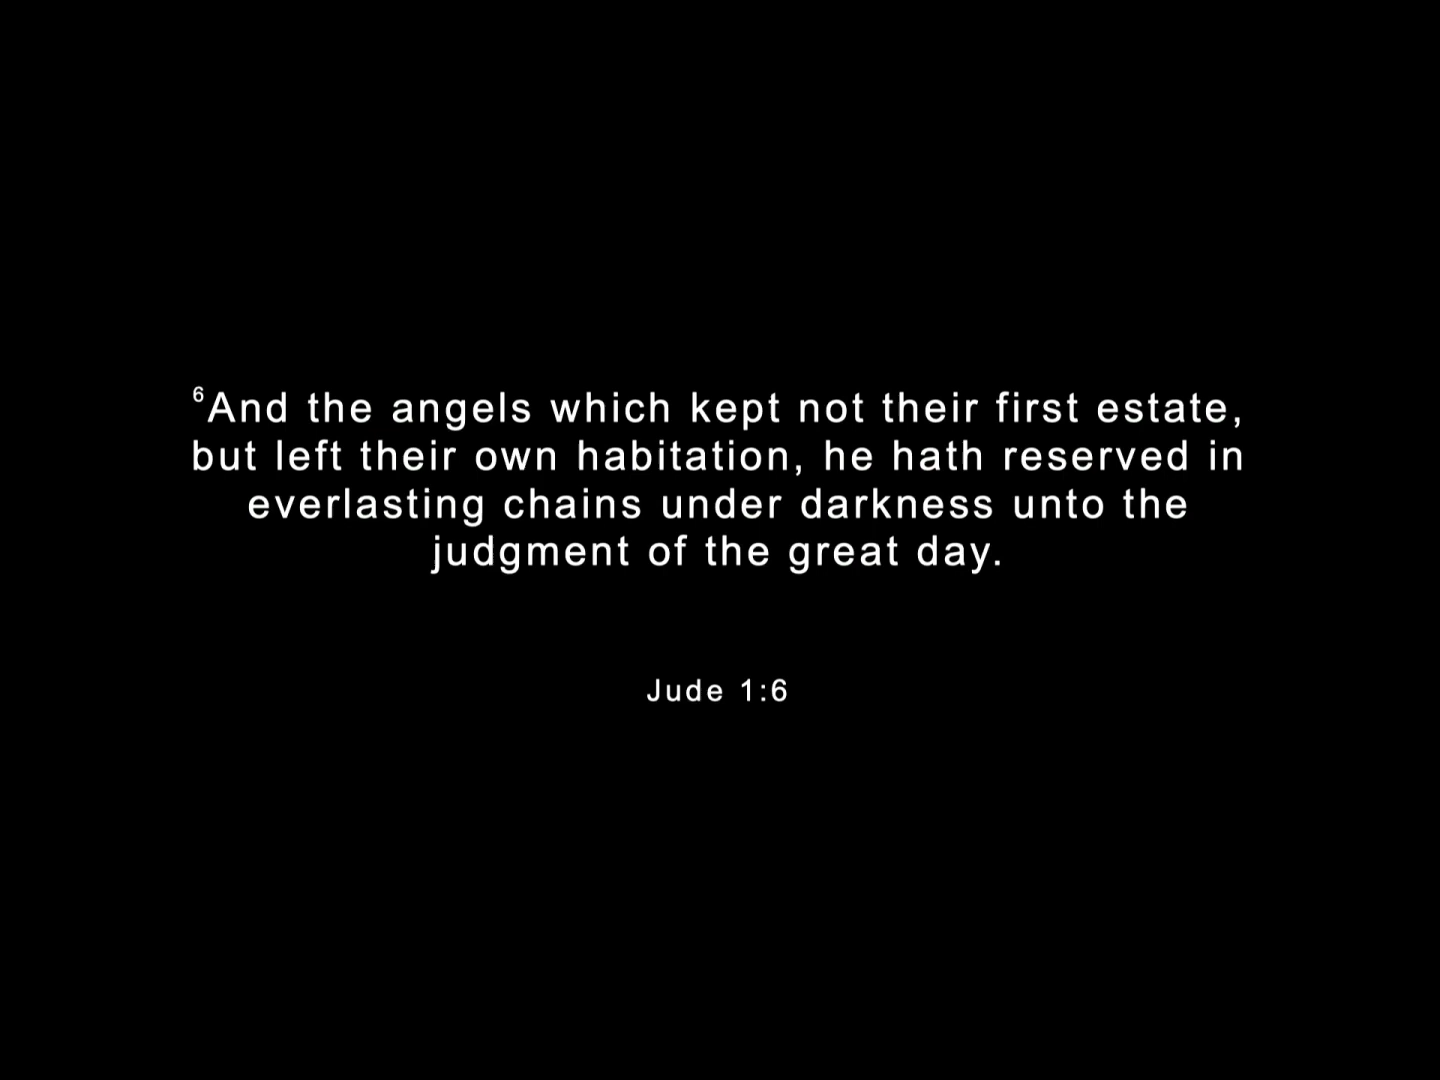 ⁶And the angels which kept not their first estate,
but left their own habitation, he hath reserved in
everlasting chains under darkness unto the
judgment of the great day.
Jude 1:6